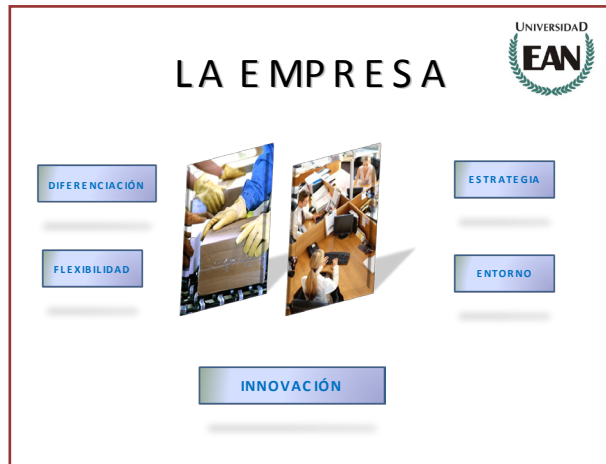 UNIVERSIDAD
EAN
LA EMPRESA
DIFERENCIACIÓN
ESTRATEGIA
FLEXIBILIDAD
ENTORNO
INNOVACIÓN